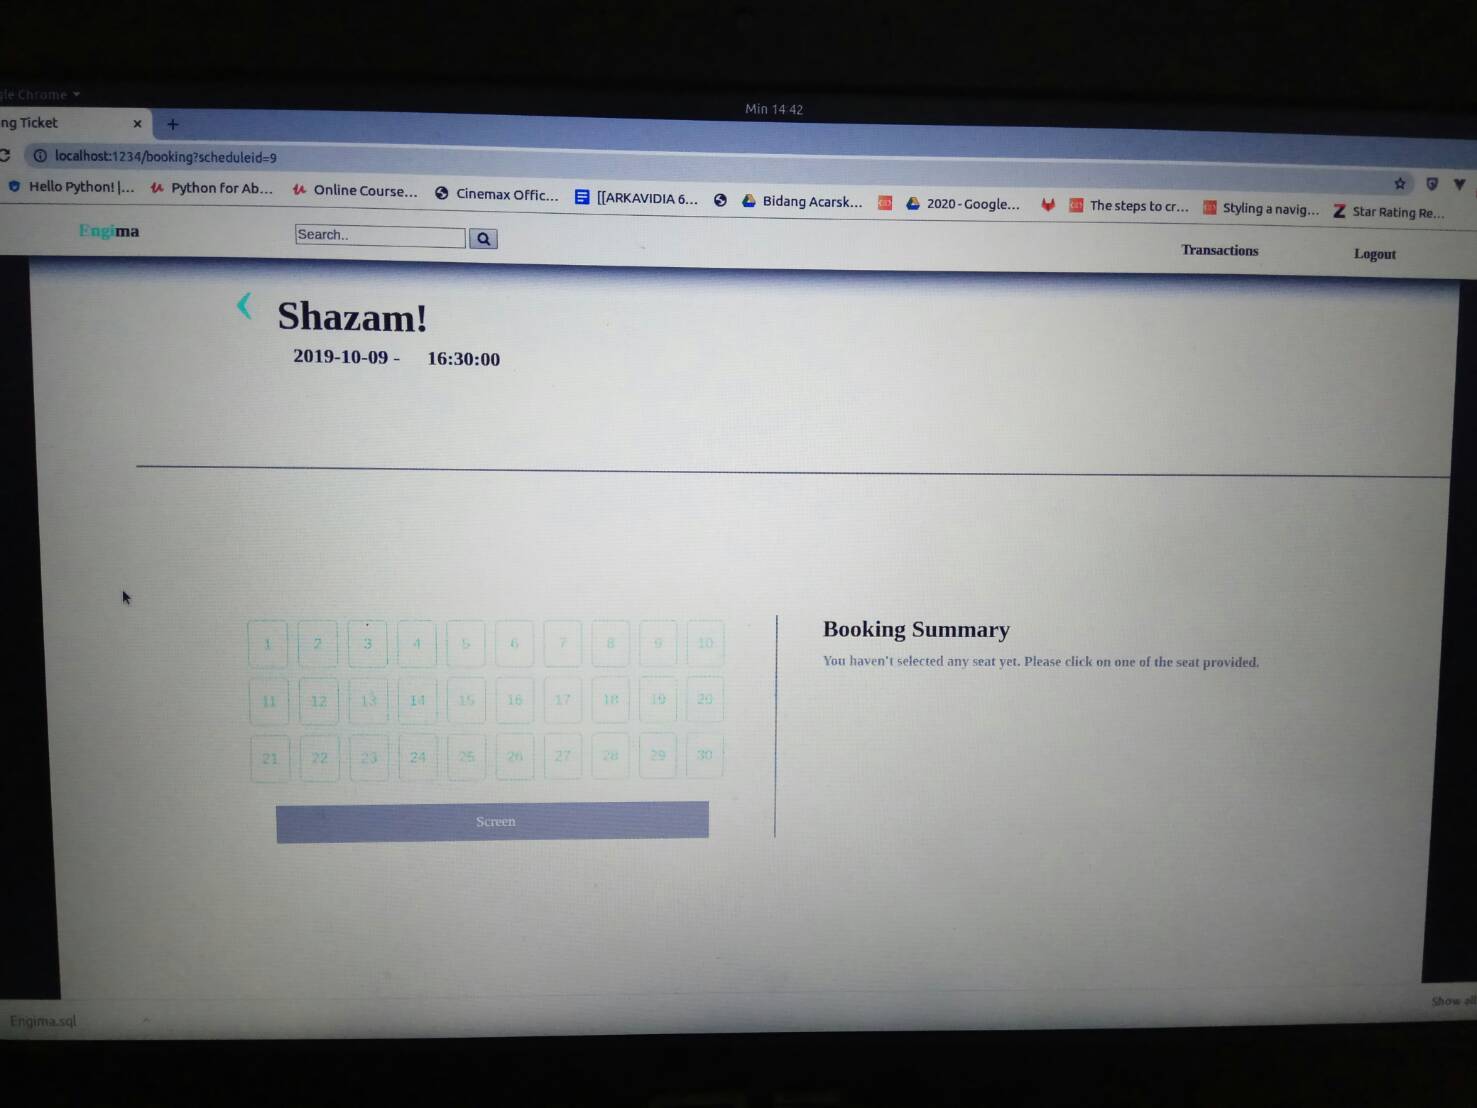 gle Chrome
Min 14 42
ng Ticket
localhost:1234/booking?scheduleid=9
Hello Python! |... Python for Ab... Online Course... Cinemax Offic... [[ARKAVIDIA 6... Bidang Acarsk... 2020 - Google... The steps to cr... Styling a navig... Star Rating Re...
Engima Search.. Transactions Logout
Shazam!
2019-10-09 - 16:30:00
1 2 3 4 5 6 7 8 9 10
11 12 13 14 15 16 17 18 19 20
21 22 23 24 25 26 27 28 29 30
Screen
Booking Summary
You haven't selected any seat yet. Please click on one of the seat provided.
Engima.sql
Show all